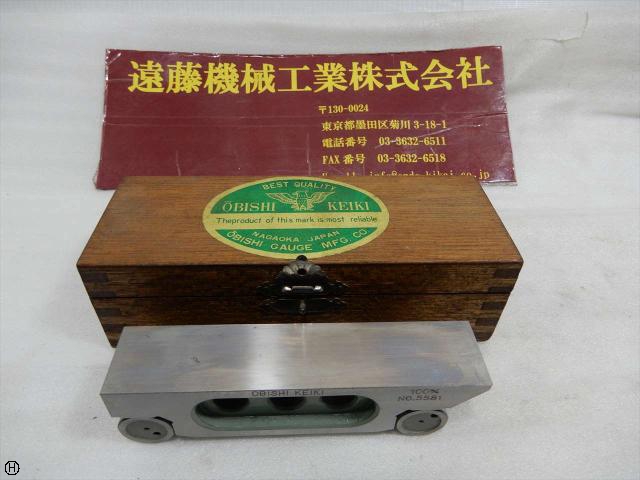 遠藤機械工業株式会社
〒130-0024
東京都墨田区菊川 3-18-1
電話番号 03-3632-6511
FAX 番号 03-3632-6518
BEST QUALITY
ŌBISHI KEIKI
Theproduct of this mark is most reliable
NAGAOKA JAPAN
ŌBISHI GAUGE MFG. CO.
ŌBISHI KEIKI
100㎜
NO.5581
H